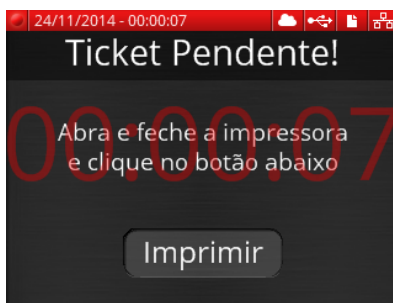 24/11/2014 - 00:00:07
Ticket Pendente!
00:00:07
Abra e feche a impressora
e clique no botão abaixo
Imprimir